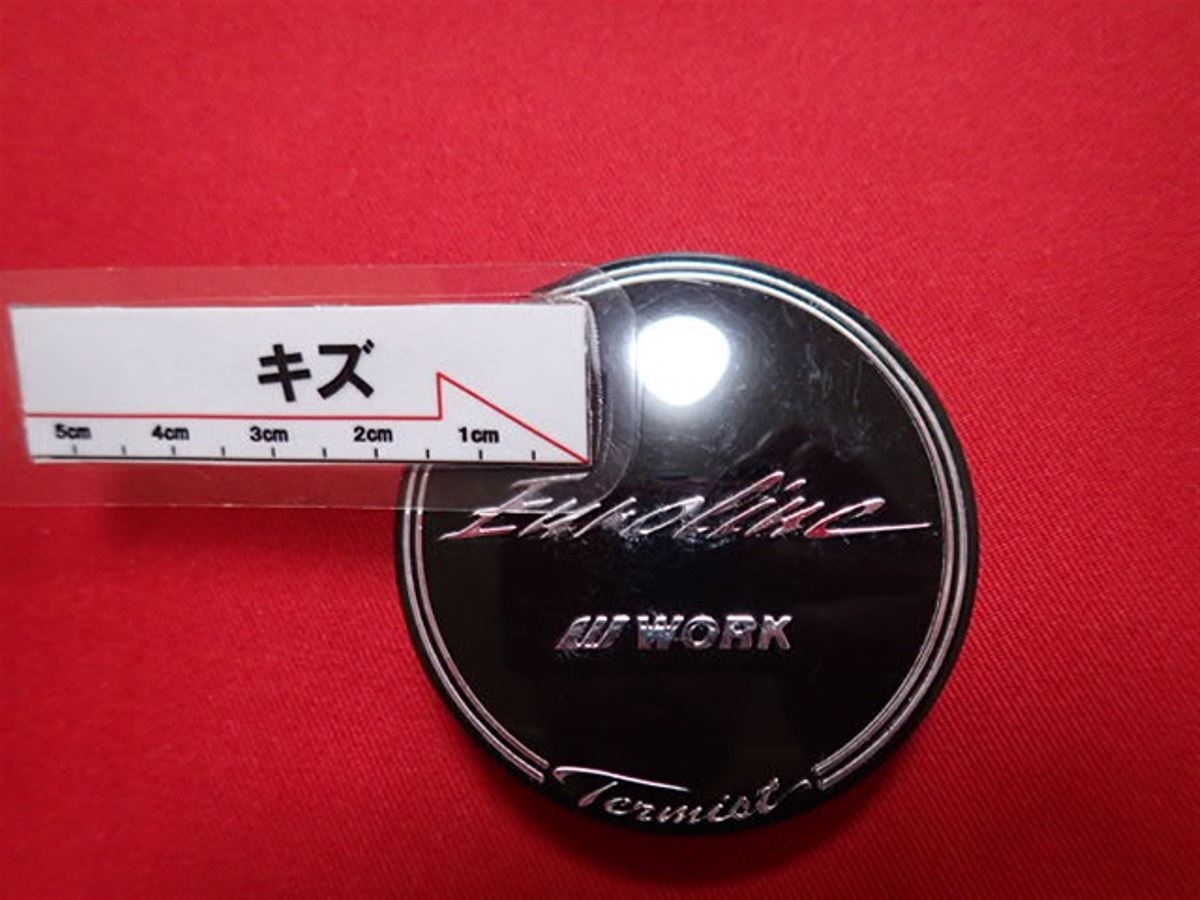 キズ
5cm 4cm 3cm 2cm 1cm
Euroline
WORK
Termist